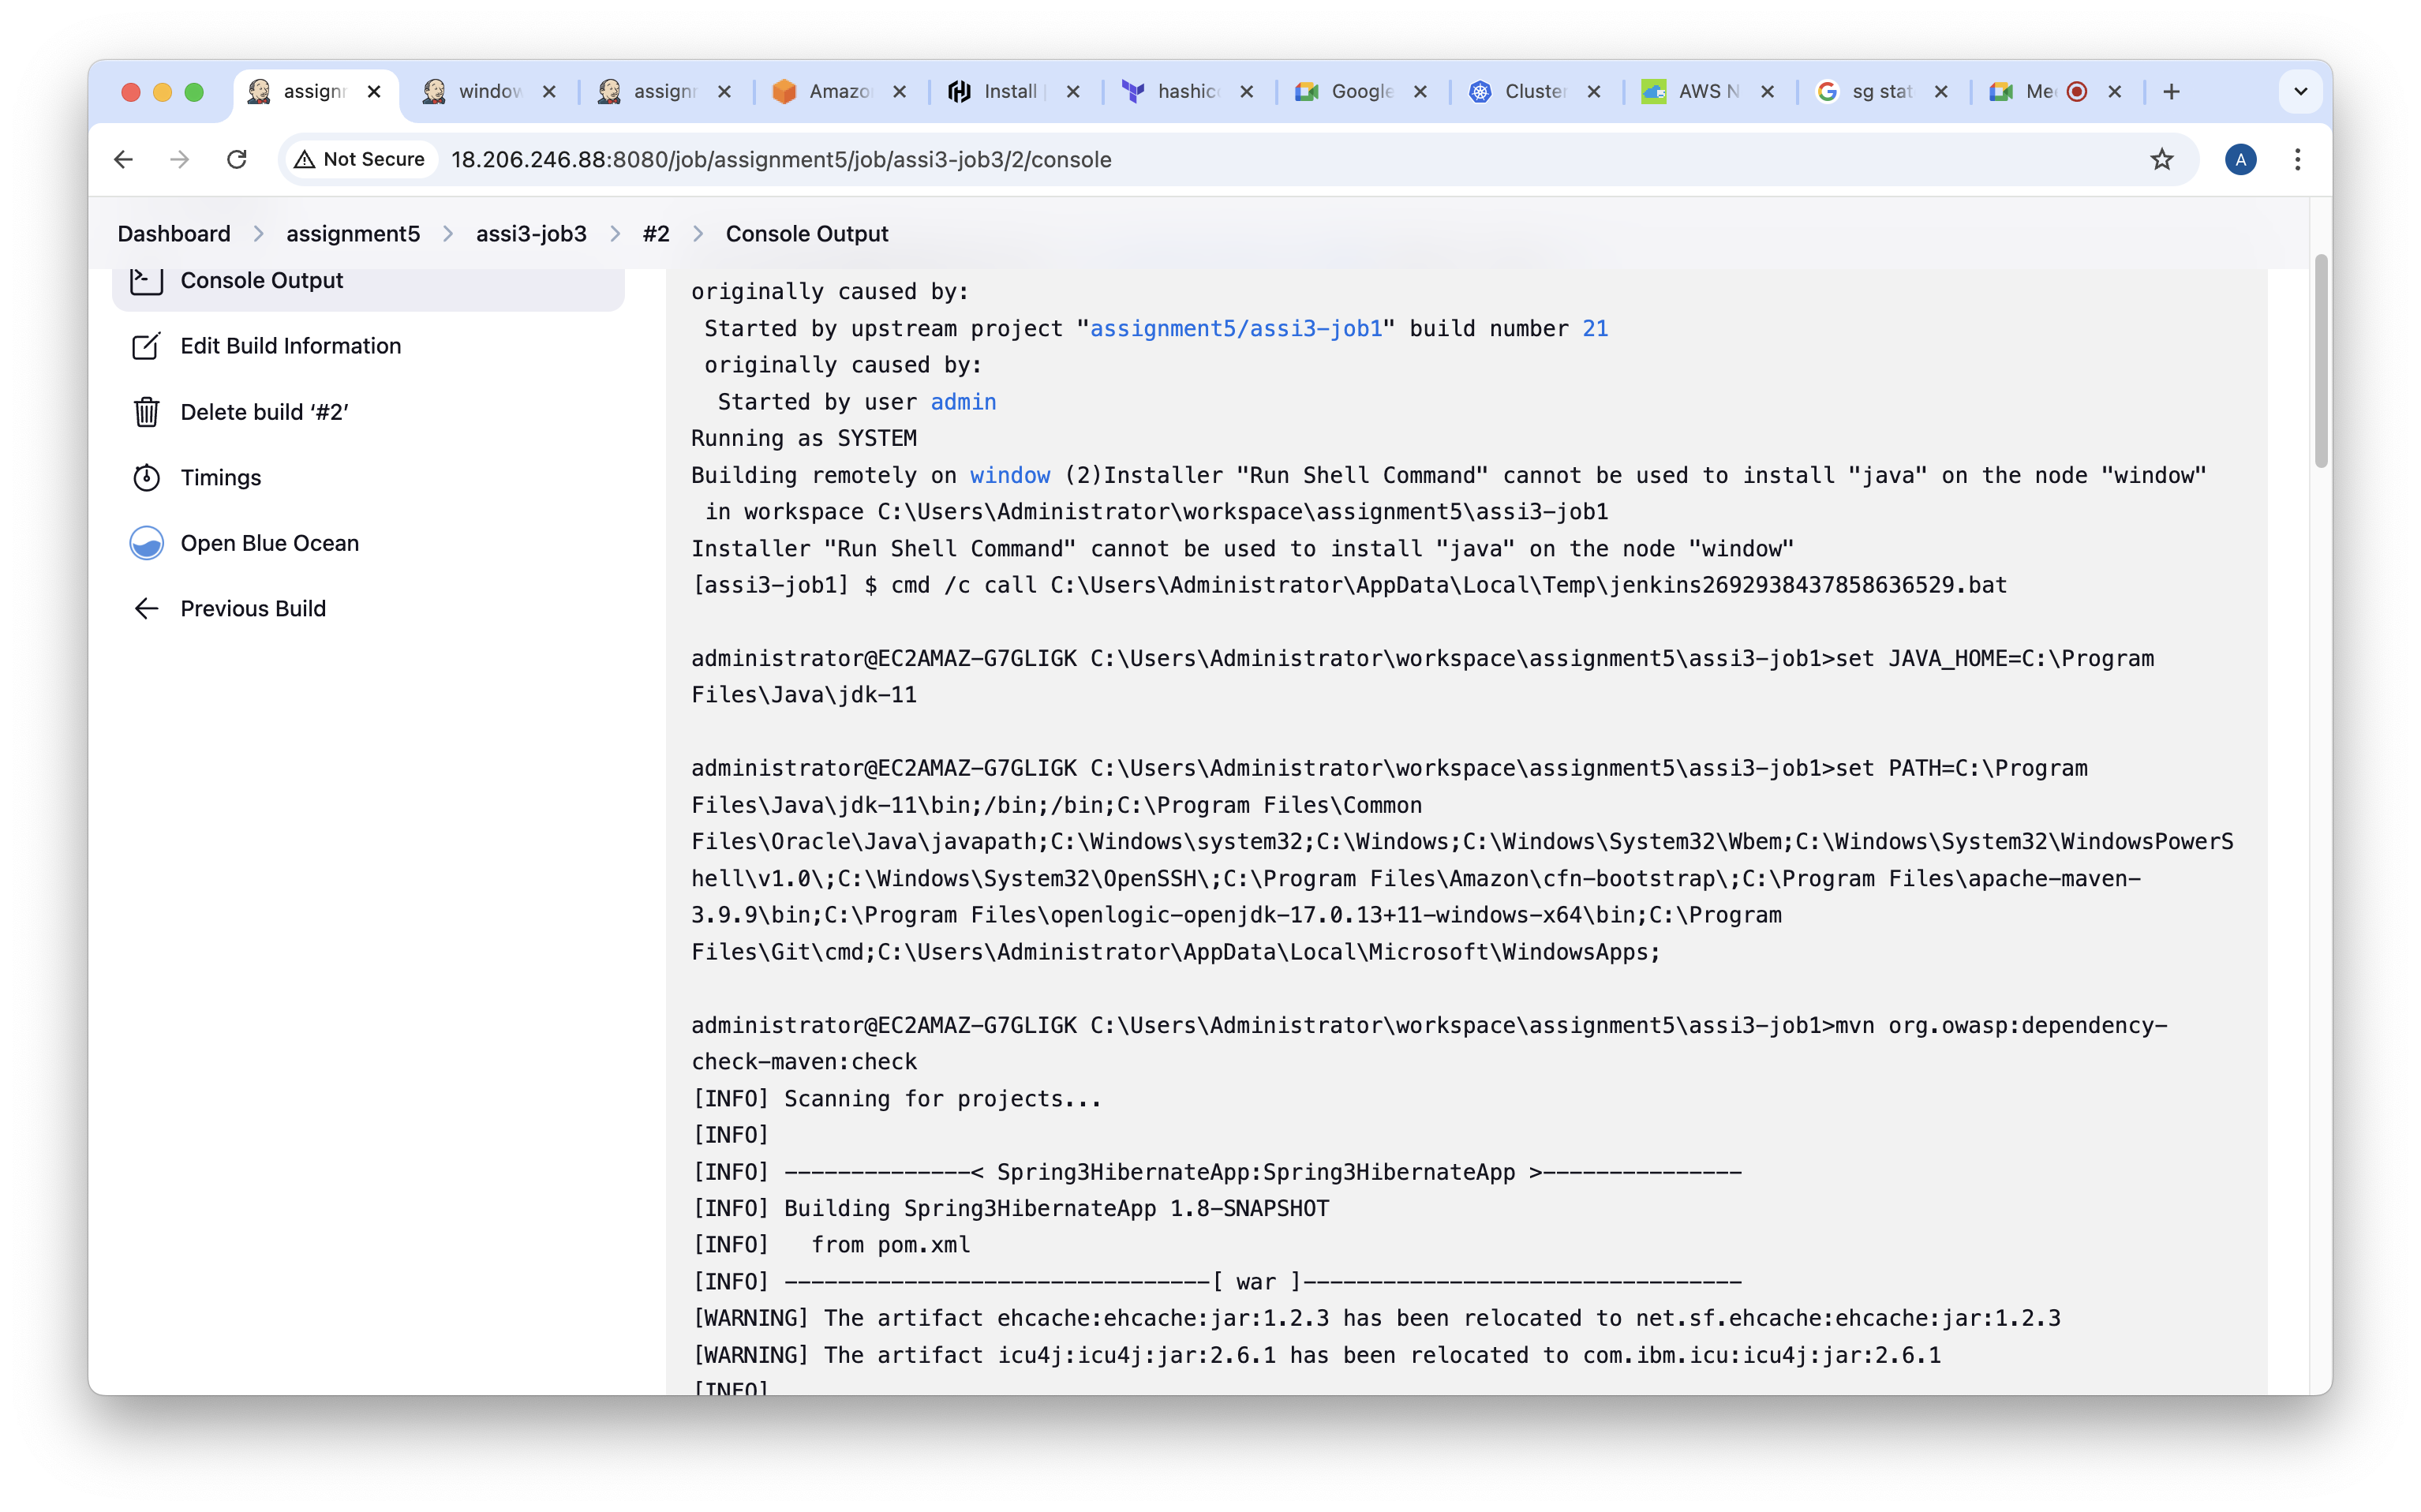 assignr
window
assignr
Amazo
Install
hashic
Google
Cluster
AWS N
sg stat
Me
Not Secure
18.206.246.88:8080/job/assignment5/job/assi3-job3/2/console
A
Dashboard > assignment5 > assi3-job3 > #2 > Console Output
Console Output
Edit Build Information
Delete build ‘#2’
Timings
Open Blue Ocean
Previous Build
originally caused by:
Started by upstream project "assignment5/assi3-job1" build number 21
originally caused by:
Started by user admin
Running as SYSTEM
Building remotely on window (2)Installer "Run Shell Command" cannot be used to install "java" on the node "window"
in workspace C:\Users\Administrator\workspace\assignment5\assi3-job1
Installer "Run Shell Command" cannot be used to install "java" on the node "window"
[assi3-job1] $ cmd /c call C:\Users\Administrator\AppData\Local\Temp\jenkins2692938437858636529.bat
administrator@EC2AMAZ-G7GLIGK C:\Users\Administrator\workspace\assignment5\assi3-job1>set JAVA_HOME=C:\Program
Files\Java\jdk-11
administrator@EC2AMAZ-G7GLIGK C:\Users\Administrator\workspace\assignment5\assi3-job1>set PATH=C:\Program
Files\Java\jdk-11\bin;/bin;/bin;C:\Program Files\Common
Files\Oracle\Java\javapath;C:\Windows\system32;C:\Windows;C:\Windows\System32\Wbem;C:\Windows\System32\WindowsPowerS
hell\v1.0\;C:\Windows\System32\OpenSSH\;C:\Program Files\Amazon\cfn-bootstrap\;C:\Program Files\apache-maven-
3.9.9\bin;C:\Program Files\openlogic-openjdk-17.0.13+11-windows-x64\bin;C:\Program
Files\Git\cmd;C:\Users\Administrator\AppData\Local\Microsoft\WindowsApps;
administrator@EC2AMAZ-G7GLIGK C:\Users\Administrator\workspace\assignment5\assi3-job1>mvn org.owasp:dependency-
check-maven:check
[INFO] Scanning for projects...
[INFO]
[INFO] --------------< Spring3HibernateApp:Spring3HibernateApp >---------------
[INFO] Building Spring3HibernateApp 1.8-SNAPSHOT
[INFO]   from pom.xml
[INFO] --------------------------------[ war ]---------------------------------
[WARNING] The artifact ehcache:ehcache:jar:1.2.3 has been relocated to net.sf.ehcache:ehcache:jar:1.2.3
[WARNING] The artifact icu4j:icu4j:jar:2.6.1 has been relocated to com.ibm.icu:icu4j:jar:2.6.1
[INFO]